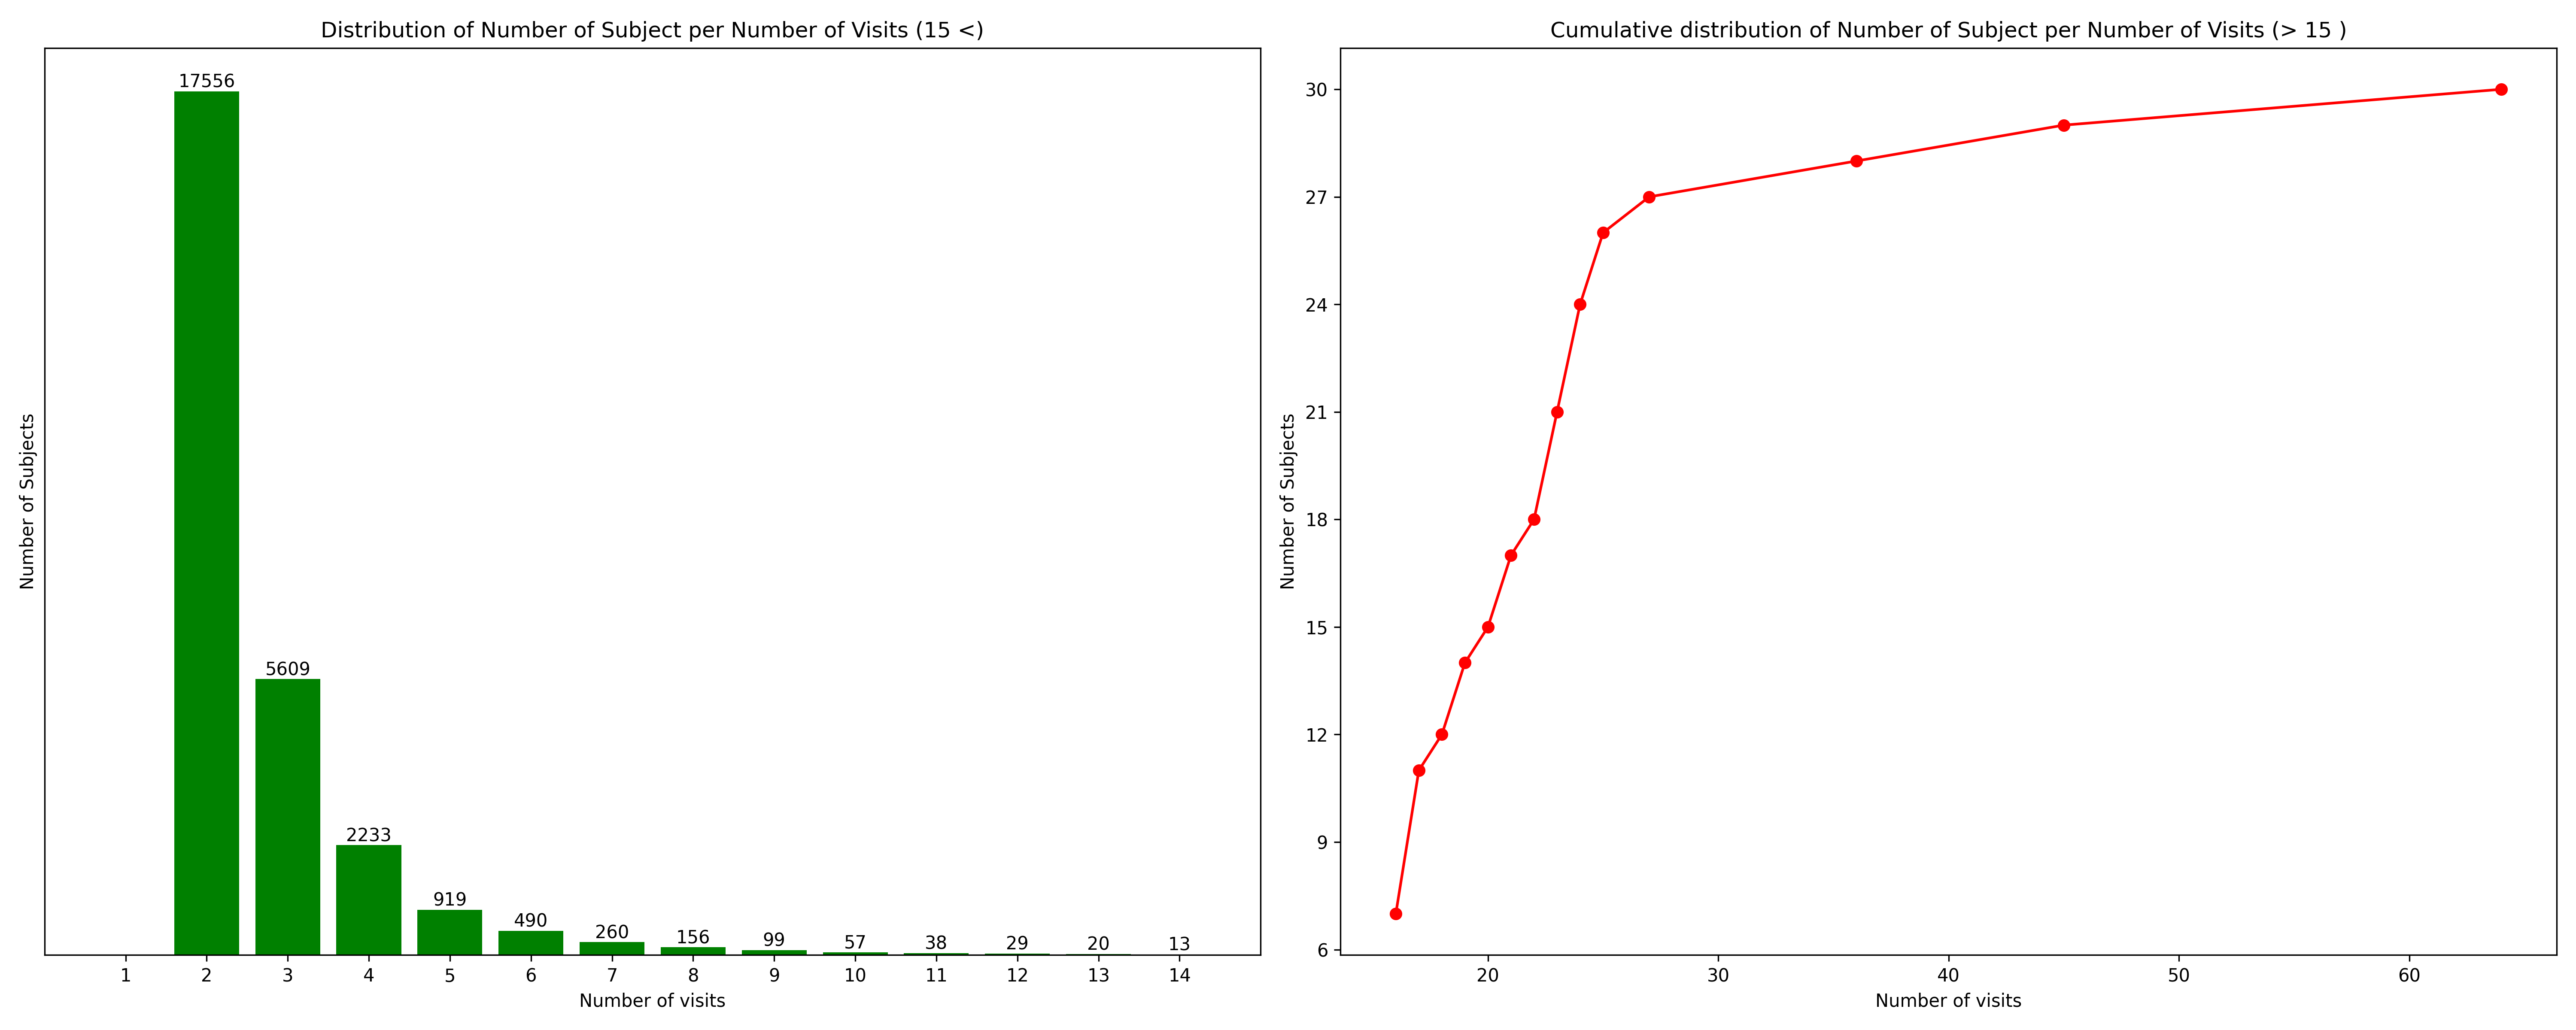 Distribution of Number of Subject per Number of Visits (15 <)
17556
5609
2233
919
490
260
156
99
57
38
29
20
13
1 2 3 4 5 6 7 8 9 10 11 12 13 14
Number of visits
Number of Subjects
Cumulative distribution of Number of Subject per Number of Visits (> 15 )
30
27
24
21
18
15
12
9
6
20 30 40 50 60
Number of visits
Number of Subjects